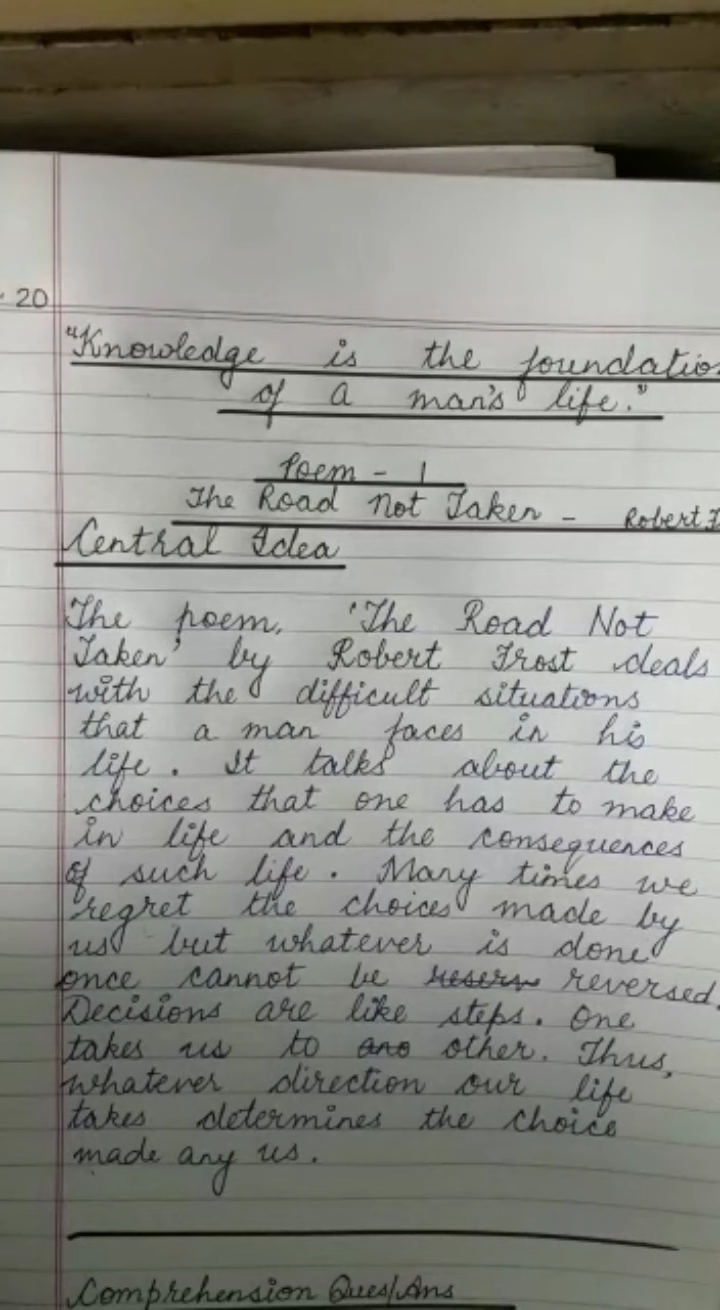 20
"Knowledge is the foundation
of a man's life."
Poem - 1
The Road Not Taken - Robert F
Central Idea
The poem, 'The Road Not
Taken' by Robert Frost deals
with the difficult situations
that a man faces in his
life. It talks about the
choices that one has to make
in life and the consequences
of such life. Many times we
regret the choices made by
us but whatever is done
once cannot be reserv reversed.
Decisions are like steps. One
takes us to ano other. Thus,
whatever direction our life
takes determines the choice
made any us.
Comprehension Ques/Ans